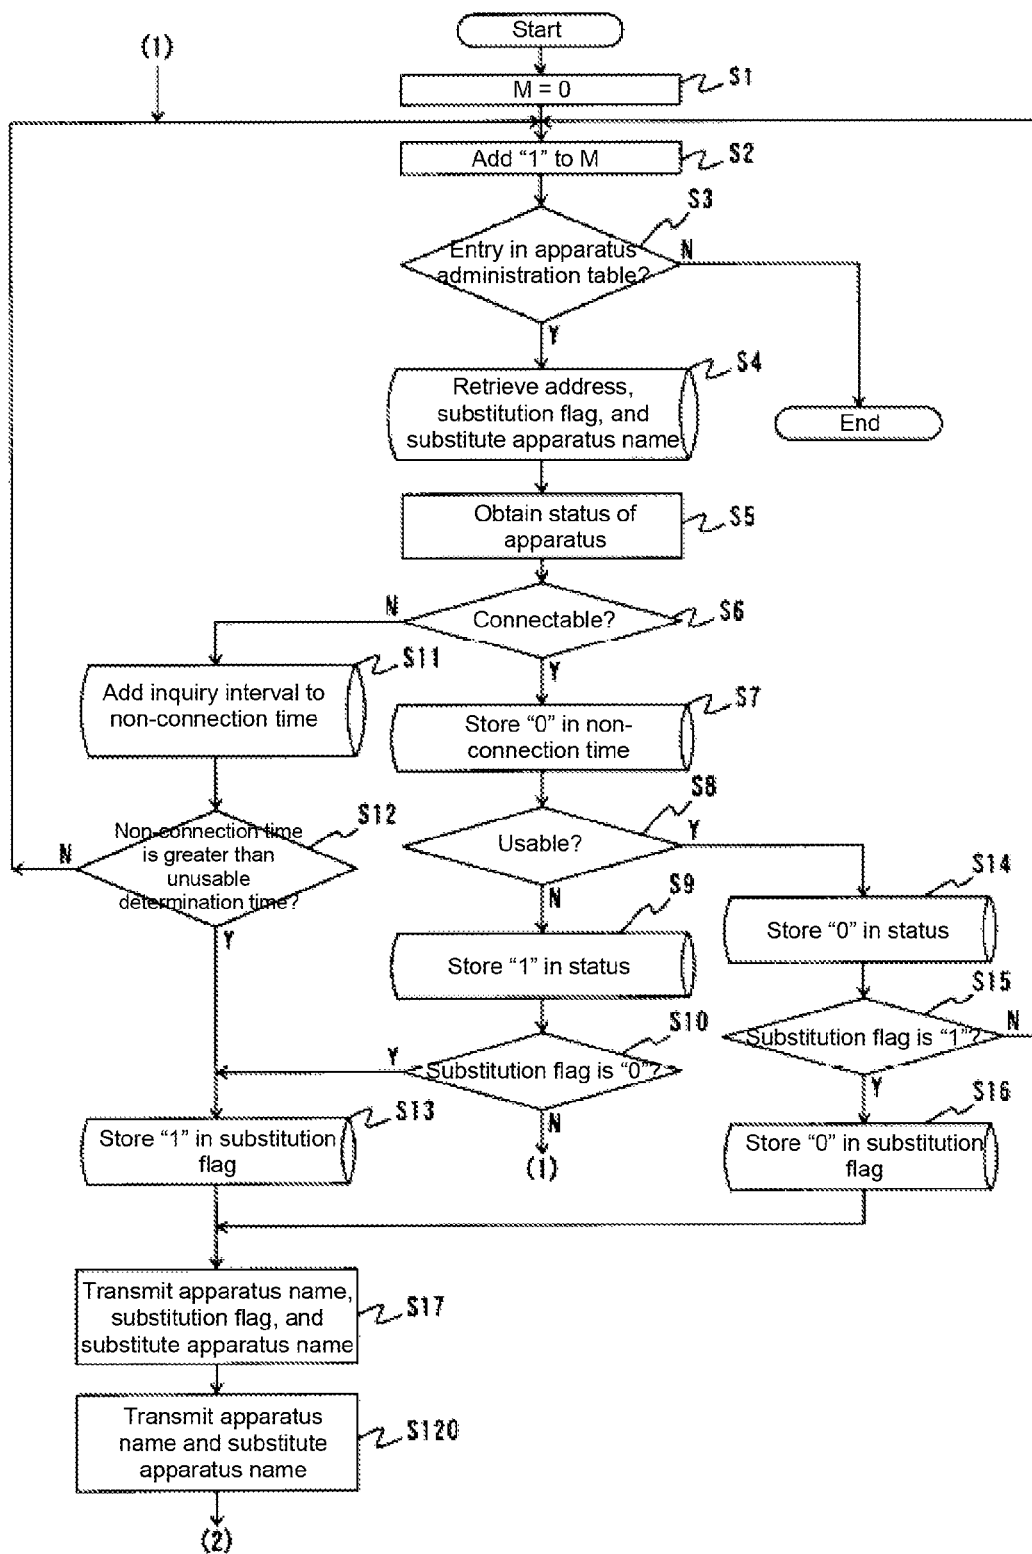 Start
(1)
M = 0
S1
Add “1” to M
S2
S3
Entry in apparatus
administration table?
N
Y
S4
Retrieve address,
substitution flag, and
substitute apparatus name
End
Obtain status of
apparatus
S5
N
Connectable?
S6
Y
S11
Add inquiry interval to
non-connection time
S7
Store “0” in non-
connection time
S12
Non-connection time
is greater than
unusable
determination time?
N
Y
S8
Usable?
Y
N
S9
Store “1” in status
S14
Store “0” in status
S10
Substitution flag is “0”?
Y
N
(1)
S15
Substitution flag is “1”?
N
Y
S13
Store “1” in substitution
flag
S16
Store “0” in substitution
flag
Transmit apparatus name,
substitution flag, and
substitute apparatus name
S17
Transmit apparatus
name and substitute
apparatus name
S120
(2)